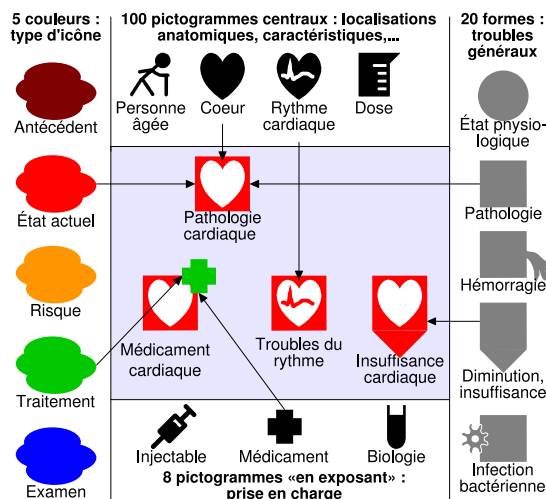 5 couleurs :
type d'icône
100 pictogrammes centraux : localisations
anatomiques, caractéristiques,...
20 formes :
troubles
généraux
Antécédent
État actuel
Risque
Traitement
Examen
Personne
âgée
Coeur
Rythme
cardiaque
Dose
Pathologie
cardiaque
Médicament
cardiaque
Troubles du
rythme
Insuffisance
cardiaque
Injectable
Médicament
Biologie
8 pictogrammes «en exposant» :
prise en charge
État physio-
logique
Pathologie
Hémorragie
Diminution,
insuffisance
Infection
bactérienne